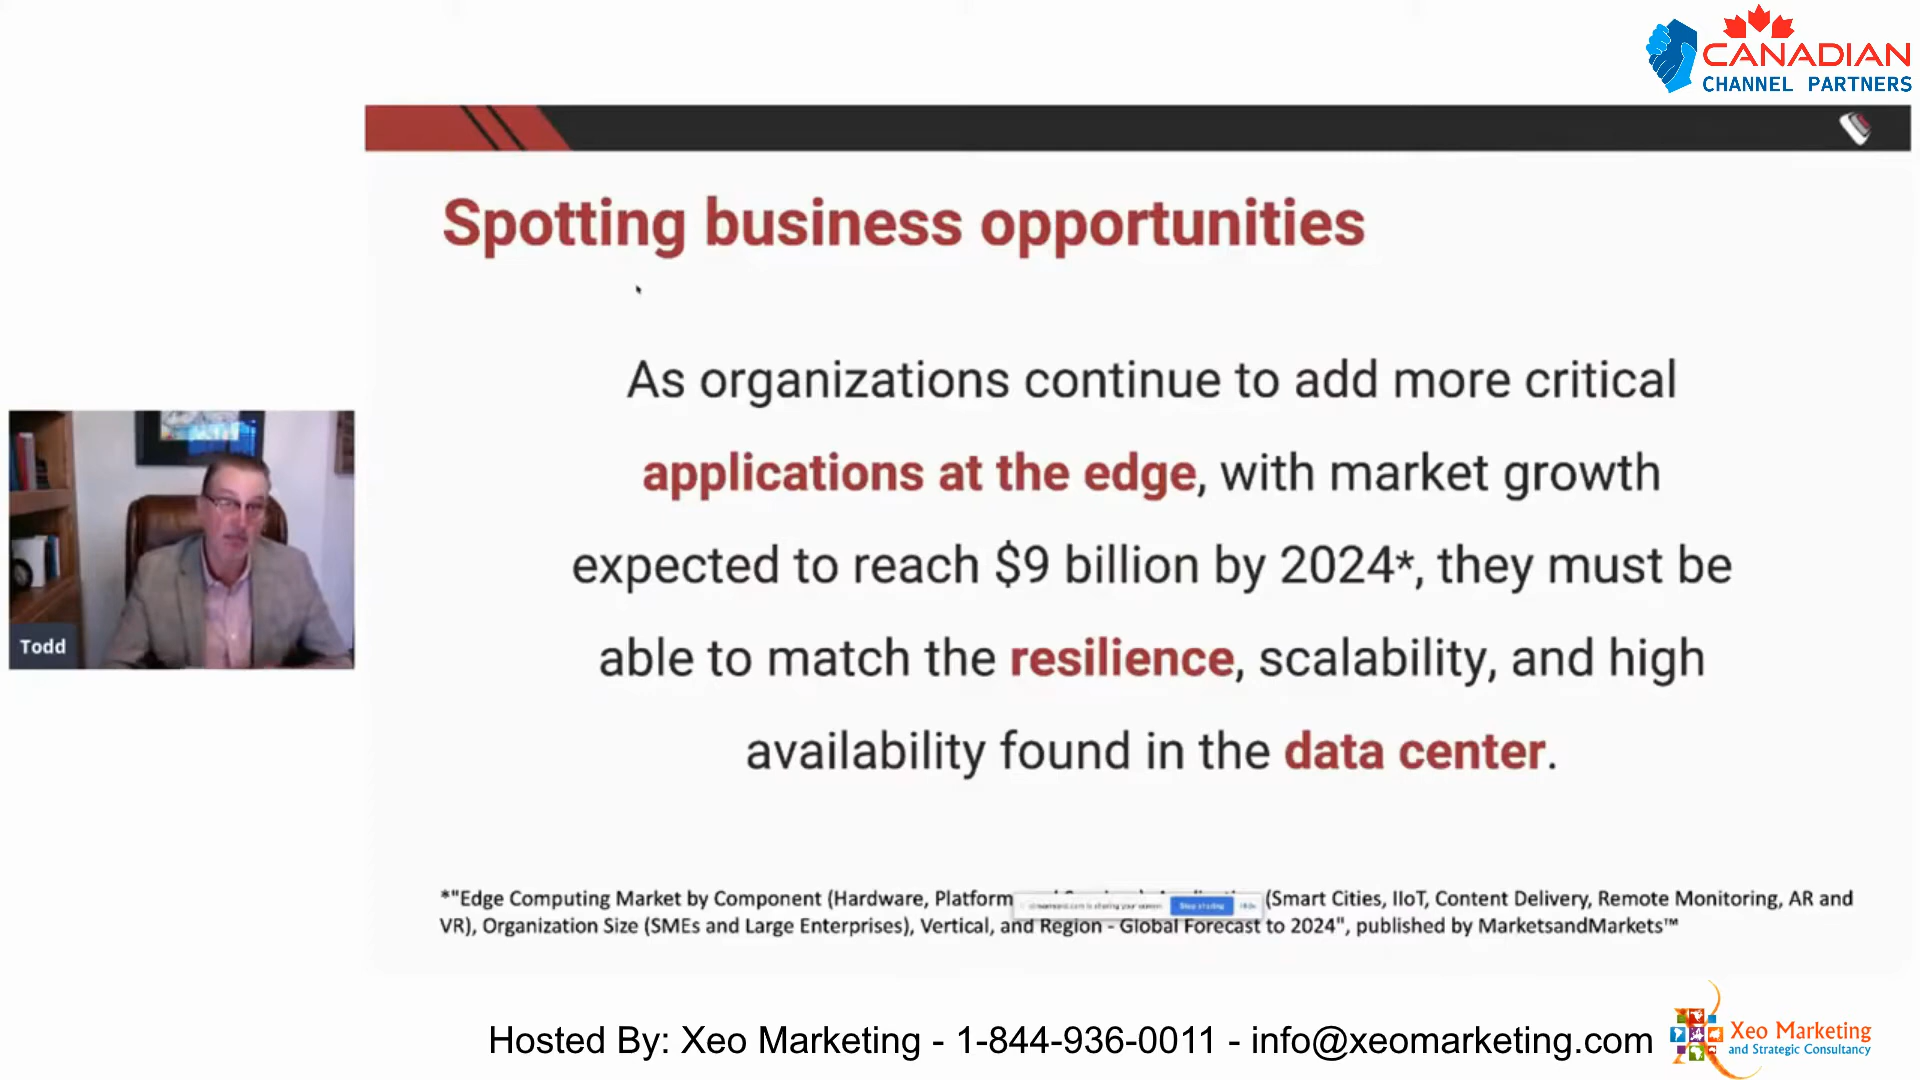 CANADIAN
CHANNEL PARTNERS
Spotting business opportunities
As organizations continue to add more critical
applications at the edge, with market growth
expected to reach $9 billion by 2024*, they must be
able to match the resilience, scalability, and high
availability found in the data center.
Todd
*"Edge Computing Market by Component (Hardware, Platform (Smart Cities, IIoT, Content Delivery, Remote Monitoring, AR and
VR), Organization Size (SMEs and Large Enterprises), Vertical, and Region - Global Forecast to 2024", published by MarketsandMarkets™
Stop sharing
Hide
Hosted By: Xeo Marketing - 1-844-936-0011 - info@xeomarketing.com
Xeo Marketing
and Strategic Consultancy